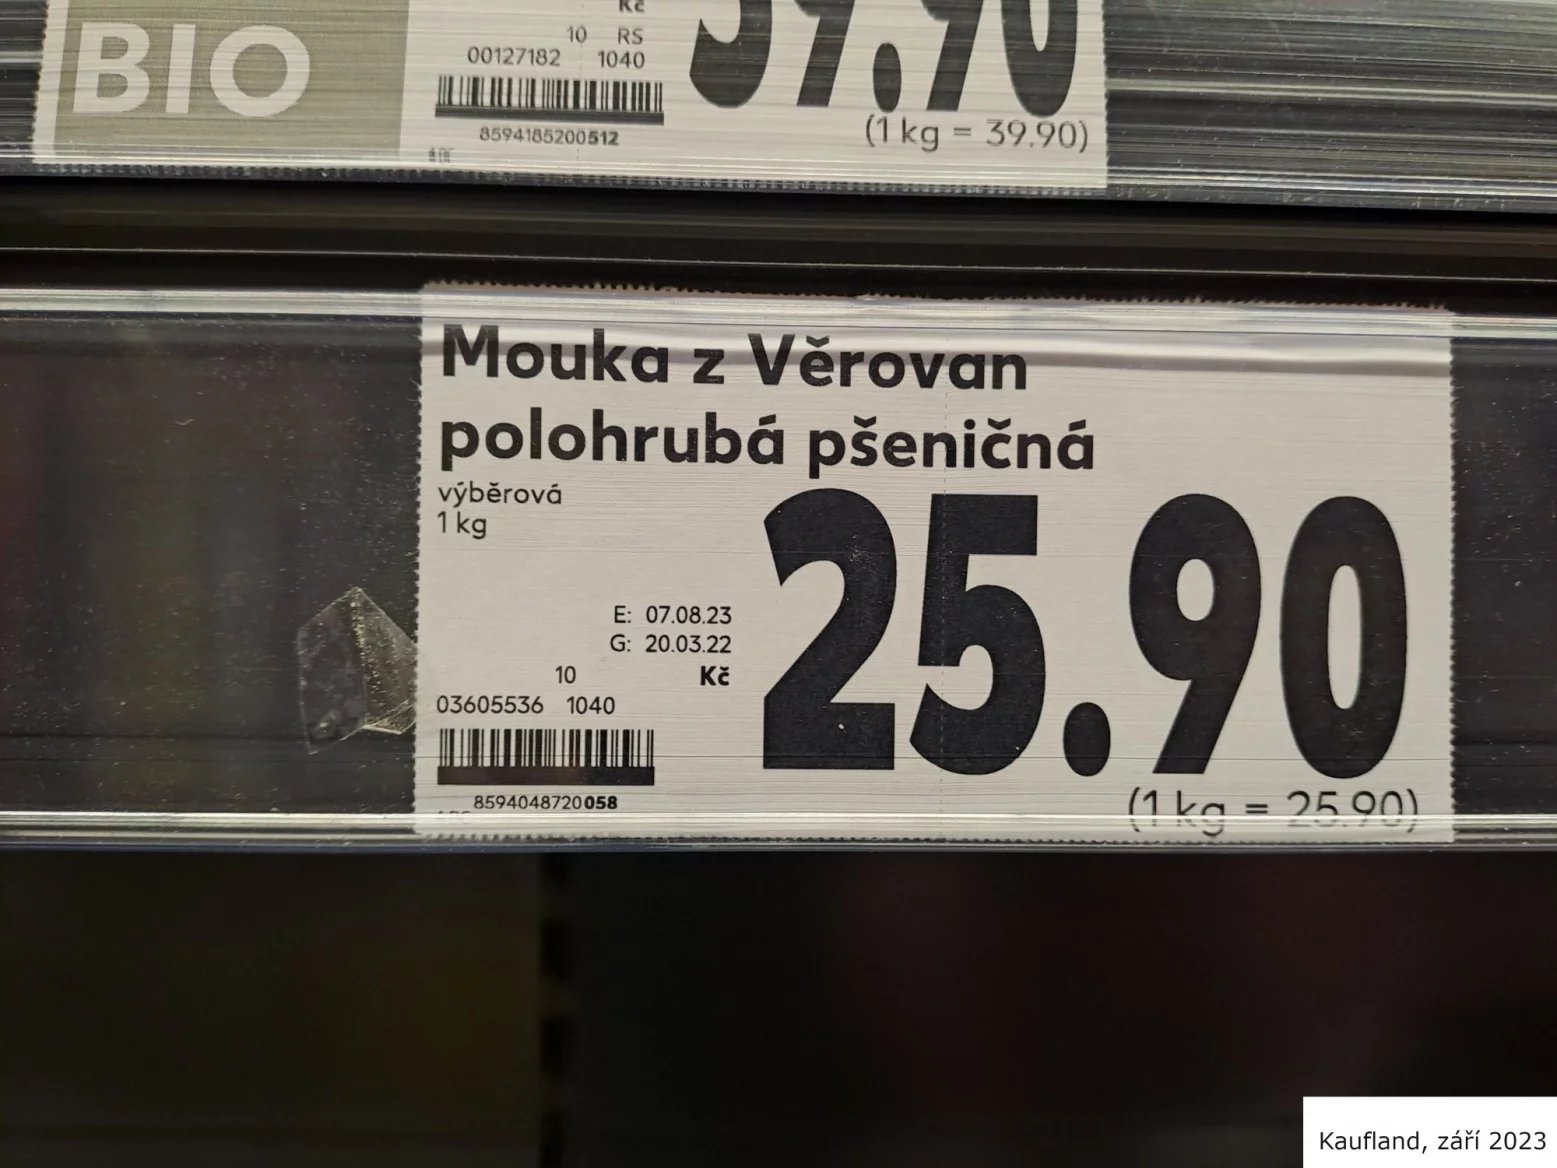 BIO
Kč
39.90
10 RS
00127182 1040
8594185200512
(1 kg = 39.90)
Mouka z Věrovan
polohrubá pšeničná
výběrová
1 kg
25.90
E: 07.08.23
G: 20.03.22
10 Kč
03605536 1040
8594048720058
(1 kg = 25.90)
Kaufland, září 2023